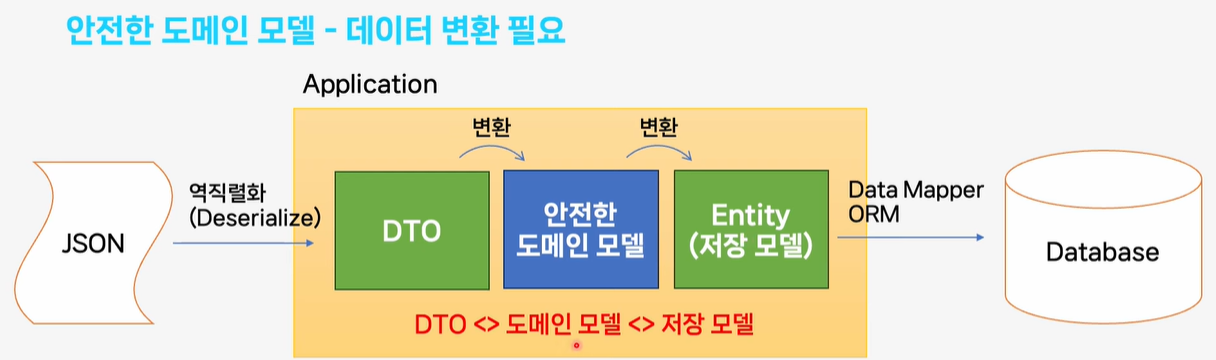 안전한 도메인 모델 - 데이터 변환 필요
Application
변환
변환
역직렬화
(Deserialize)
JSON
DTO
안전한
도메인 모델
Entity
(저장 모델)
Data Mapper
ORM
Database
DTO <> 도메인 모델 <> 저장 모델